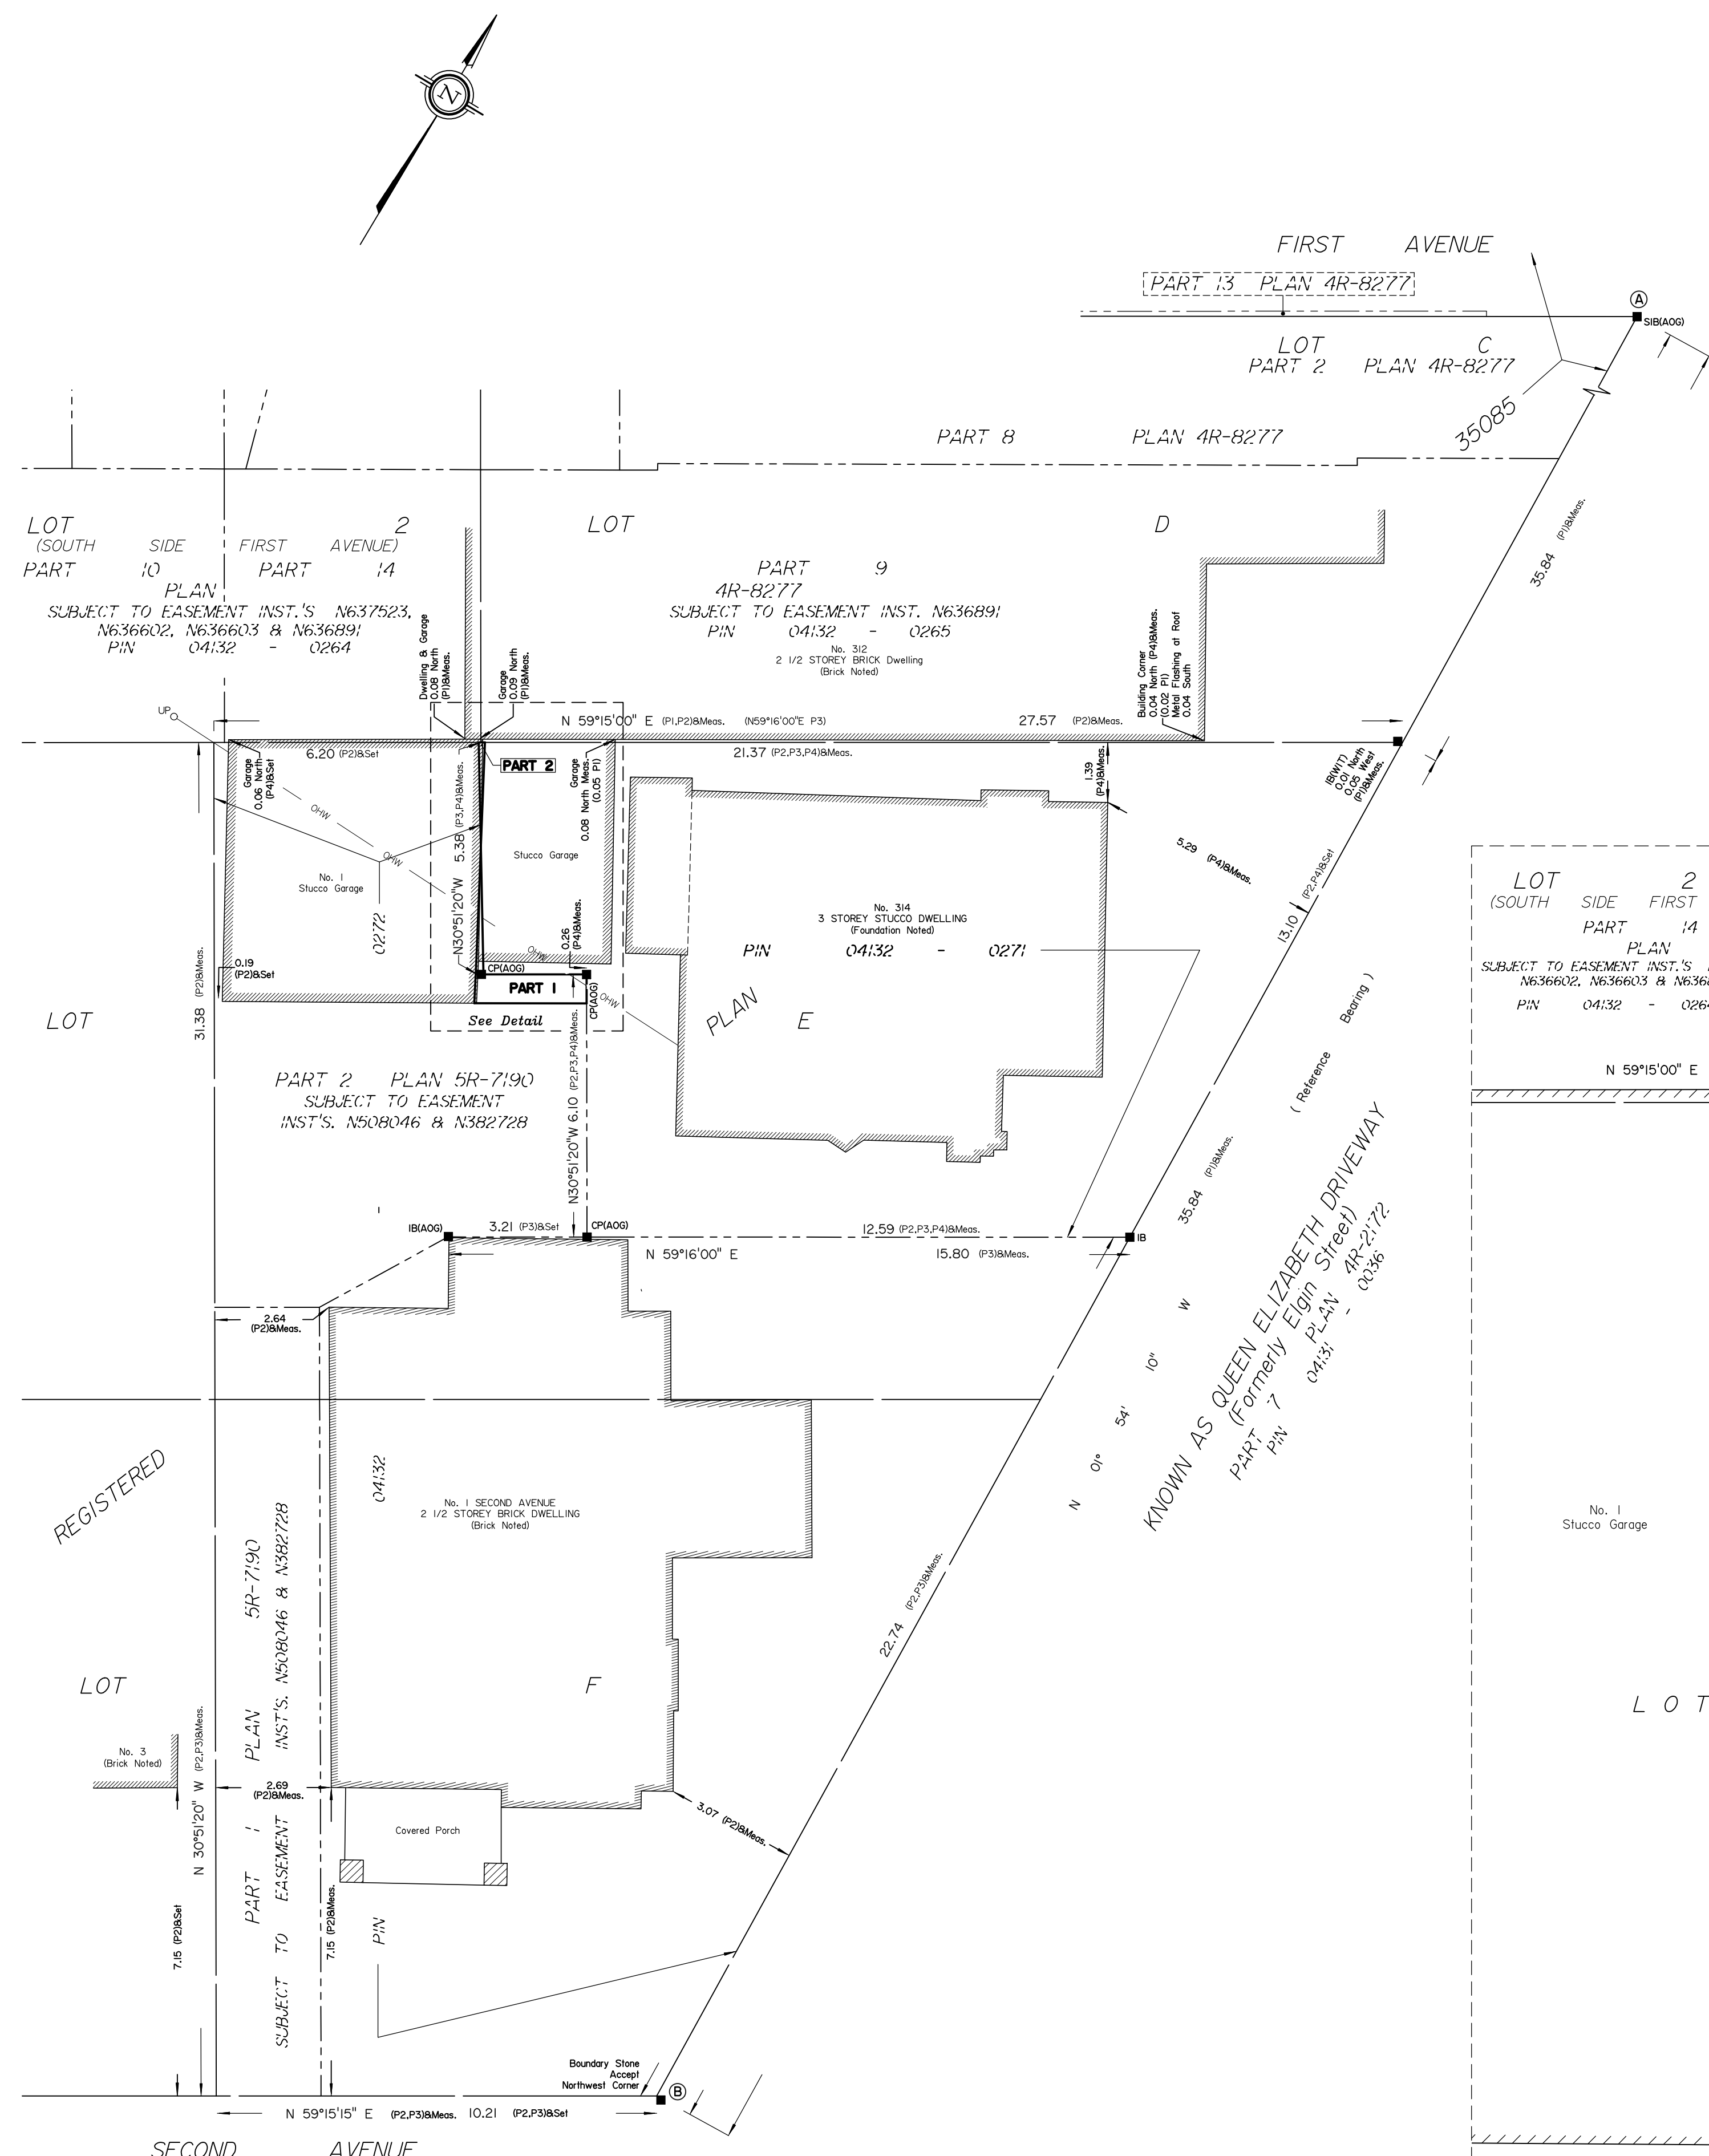 N
FIRST AVENUE
PART 13 PLAN 4R-8277
A
SIB(AOG)
LOT C
PART 2 PLAN 4R-8277
35085
PART 8 PLAN 4R-8277
35.84 (P1)&Meas.
LOT 2
(SOUTH SIDE FIRST AVENUE)
PART 10 PART 14
PLAN
SUBJECT TO EASEMENT INST.'S N637523,
N636602, N636603 & N636891
PIN 04132 - 0264
LOT D
PART 9
4R-8277
SUBJECT TO EASEMENT INST. N636891
PIN 04132 - 0265
No. 312
2 1/2 STOREY BRICK Dwelling
(Brick Noted)
Dwelling & Garage
0.08 North
(P1)&Meas.
Garage
0.09 North
(P1)&Meas.
Building Corner
0.04 North (P4)&Meas.
(0.02 P1)
Metal Flashing at Roof
0.04 South
UP
N 59°15'00" E (P1,P2)&Meas. (N59°16'00"E P3) 27.57 (P2)&Meas.
6.20 (P2)&Set
21.37 (P2,P3,P4)&Meas.
PART 2
Garage
0.06 North
(P4)&Set
Garage
0.08 North Meas.
(0.05 P1)
1.39
(P4)&Meas.
IB(WIT)
0.01 North
0.05 West
(P1)&Meas.
OHW
OHW
N30°51'20"W 5.38 (P3,P4)&Meas.
Stucco Garage
No. 1
Stucco Garage
0272
5.29 (P4)&Meas.
13.10 (P2,P4)&Set
No. 314
3 STOREY STUCCO DWELLING
(Foundation Noted)
PIN 04132 - 0271
0.26
(P4)&Meas.
OHW
0.19
(P2)&Set
CP(AOG)
PART 1
CP(AOG)
OHW
See Detail
31.38 (P2)&Meas.
LOT
PLAN
E
PART 2 PLAN 5R-7190
SUBJECT TO EASEMENT
INST'S. N508046 & N382728
N30°51'20"W 6.10 (P2,P3,P4)&Meas.
( Reference Bearing )
LOT 2
(SOUTH SIDE FIRST
PART 14
PLAN
SUBJECT TO EASEMENT INST.'S
N636602, N636603 & N636
PIN 04132 - 0264
N 59°15'00" E
IB(AOG)
3.21 (P3)&Set
CP(AOG)
12.59 (P2,P3,P4)&Meas.
IB
N 59°16'00" E
15.80 (P3)&Meas.
35.84 (P1)&Meas.
N 01° 54' 10" W
KNOWN AS QUEEN ELIZABETH DRIVEWAY
(Formerly Elgin Street)
PART 7 PLAN 4R-2172
PIN 04131 - 0036
2.64
(P2)&Meas.
REGISTERED
04132
No. 1 SECOND AVENUE
2 1/2 STOREY BRICK DWELLING
(Brick Noted)
No. 1
Stucco Garage
22.74 (P2,P3)&Meas.
LOT
F
LOT
PART 1 PLAN 5R-7190
SUBJECT TO EASEMENT INST'S. N508046 & N382728
N 30°51'20" W (P2,P3)&Meas.
No. 3
(Brick Noted)
2.69
(P2)&Meas.
3.07 (P2)&Meas.
Covered Porch
7.15 (P2)&Set
7.15 (P2)&Meas.
PIN
Boundary Stone
Accept
Northwest Corner
B
N 59°15'15" E (P2,P3)&Meas. 10.21 (P2,P3)&Set
SECOND AVENUE